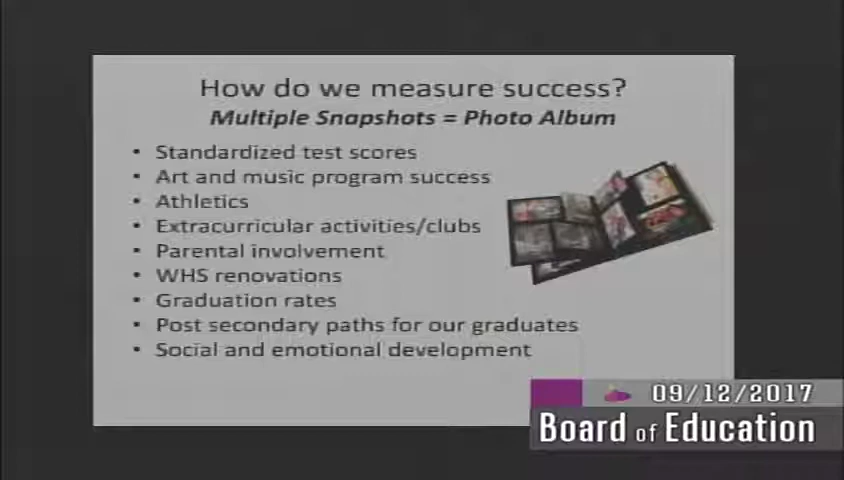 How do we measure success?
Multiple Snapshots = Photo Album
• Standardized test scores
• Art and music program success
• Athletics
• Extracurricular activities/clubs
• Parental involvement
• WHS renovations
• Graduation rates
• Post secondary paths for our graduates
• Social and emotional development
09/12/2017
Board of Education